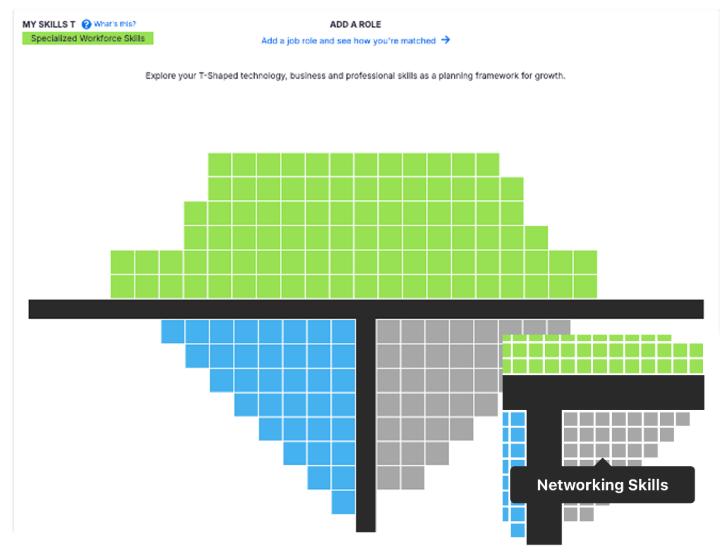 MY SKILLS T ? What's this?
Specialized Workforce Skills
ADD A ROLE
Add a job role and see how you're matched →
Explore your T-Shaped technology, business and professional skills as a planning framework for growth.
Networking Skills